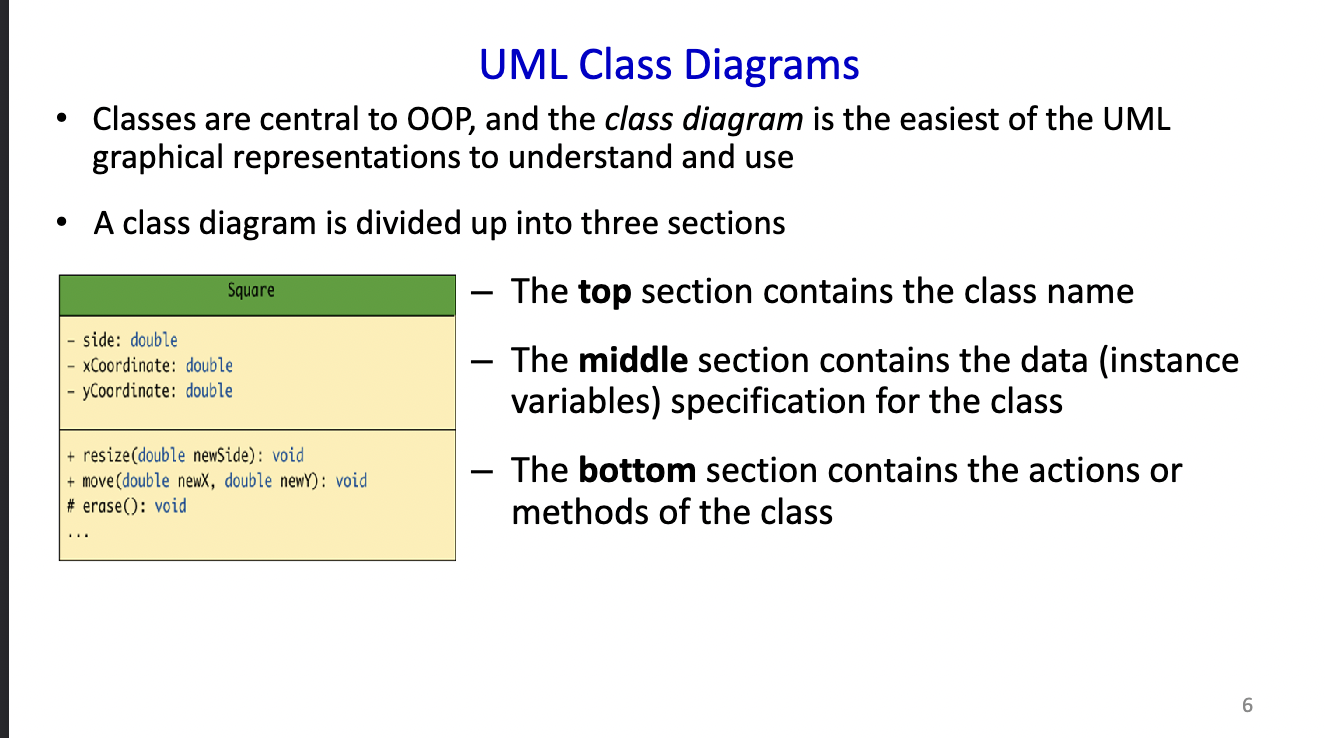 UML Class Diagrams
• Classes are central to OOP, and the class diagram is the easiest of the UML
graphical representations to understand and use
• A class diagram is divided up into three sections
Square
- side: double
- xCoordinate: double
- yCoordinate: double
+ resize(double newSide): void
+ move(double newX, double newY): void
# erase(): void
...
– The top section contains the class name
– The middle section contains the data (instance
variables) specification for the class
– The bottom section contains the actions or
methods of the class
6